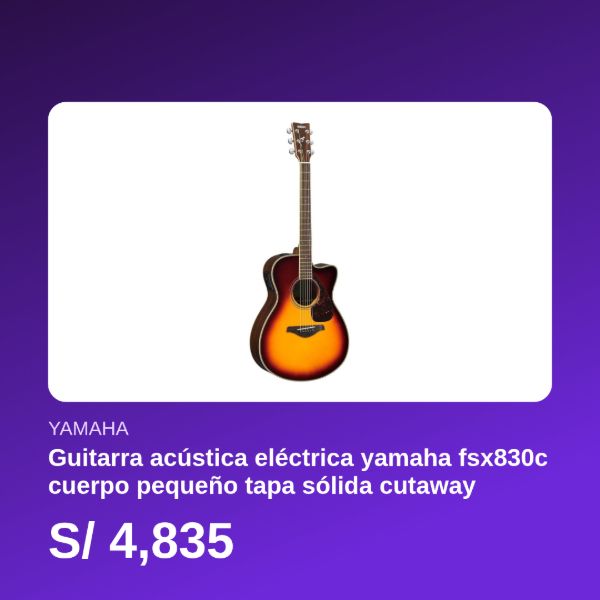 YAMAHA
Guitarra acústica eléctrica yamaha fsx830c
cuerpo pequeño tapa sólida cutaway
S/ 4,835